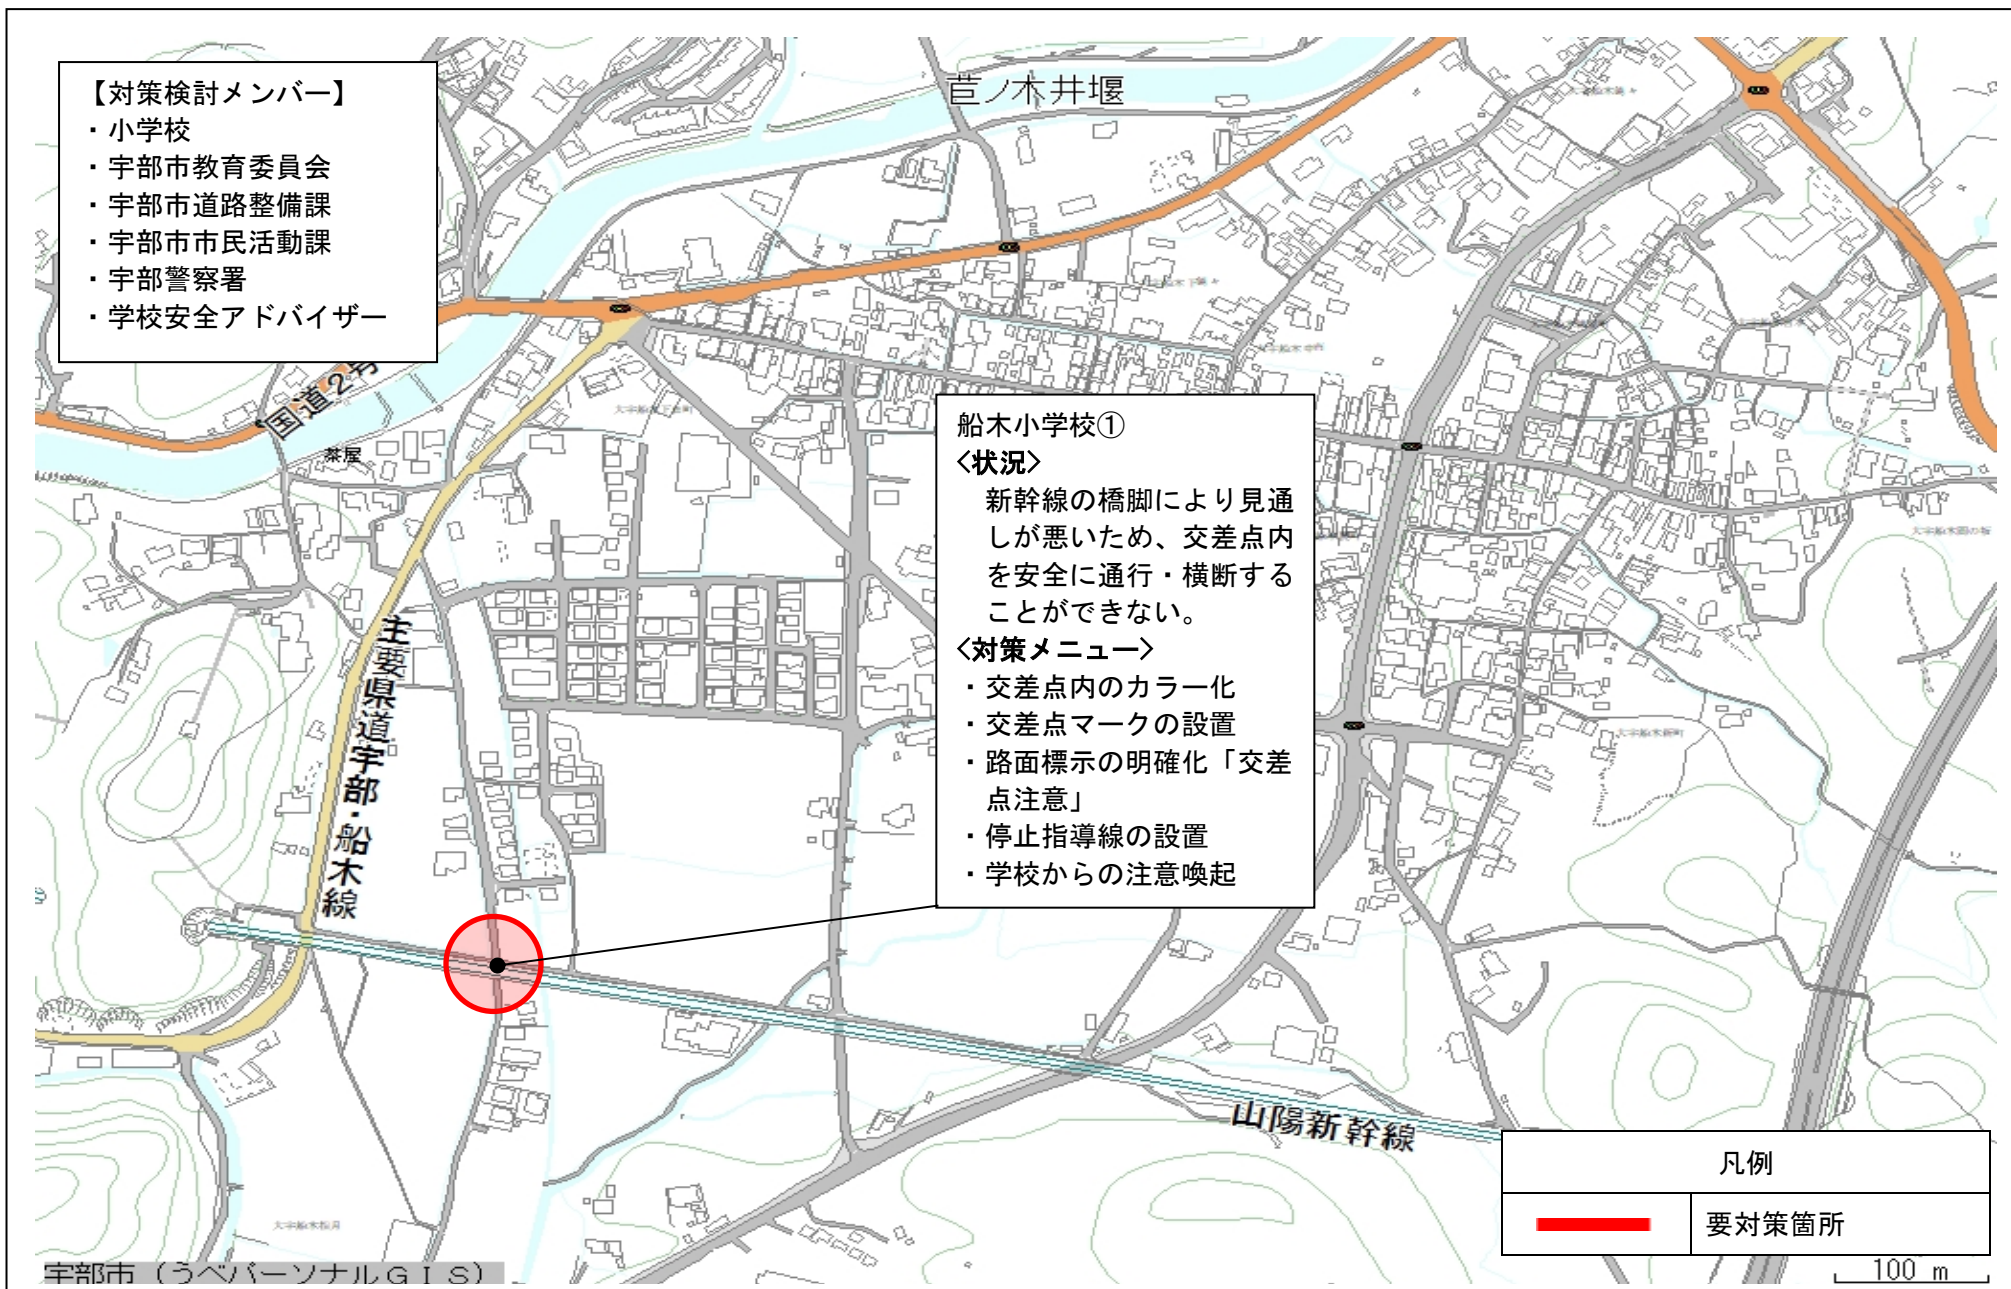 【対策検討メンバー】
・小学校
・宇部市教育委員会
・宇部市道路整備課
・宇部市市民活動課
・宇部警察署
・学校安全アドバイザー
国道2号
茶屋
主要県道宇部・船木線
船木小学校①
<状況>
新幹線の橋脚により見通
しが悪いため、交差点内
を安全に通行・横断する
ことができない。
<対策メニュー>
・交差点内のカラー化
・交差点マークの設置
・路面標示の明確化「交差
点注意」
・停止指導線の設置
・学校からの注意喚起
山陽新幹線
凡例
要対策箇所
100 m
宇部市（うべパーソナルGIS）